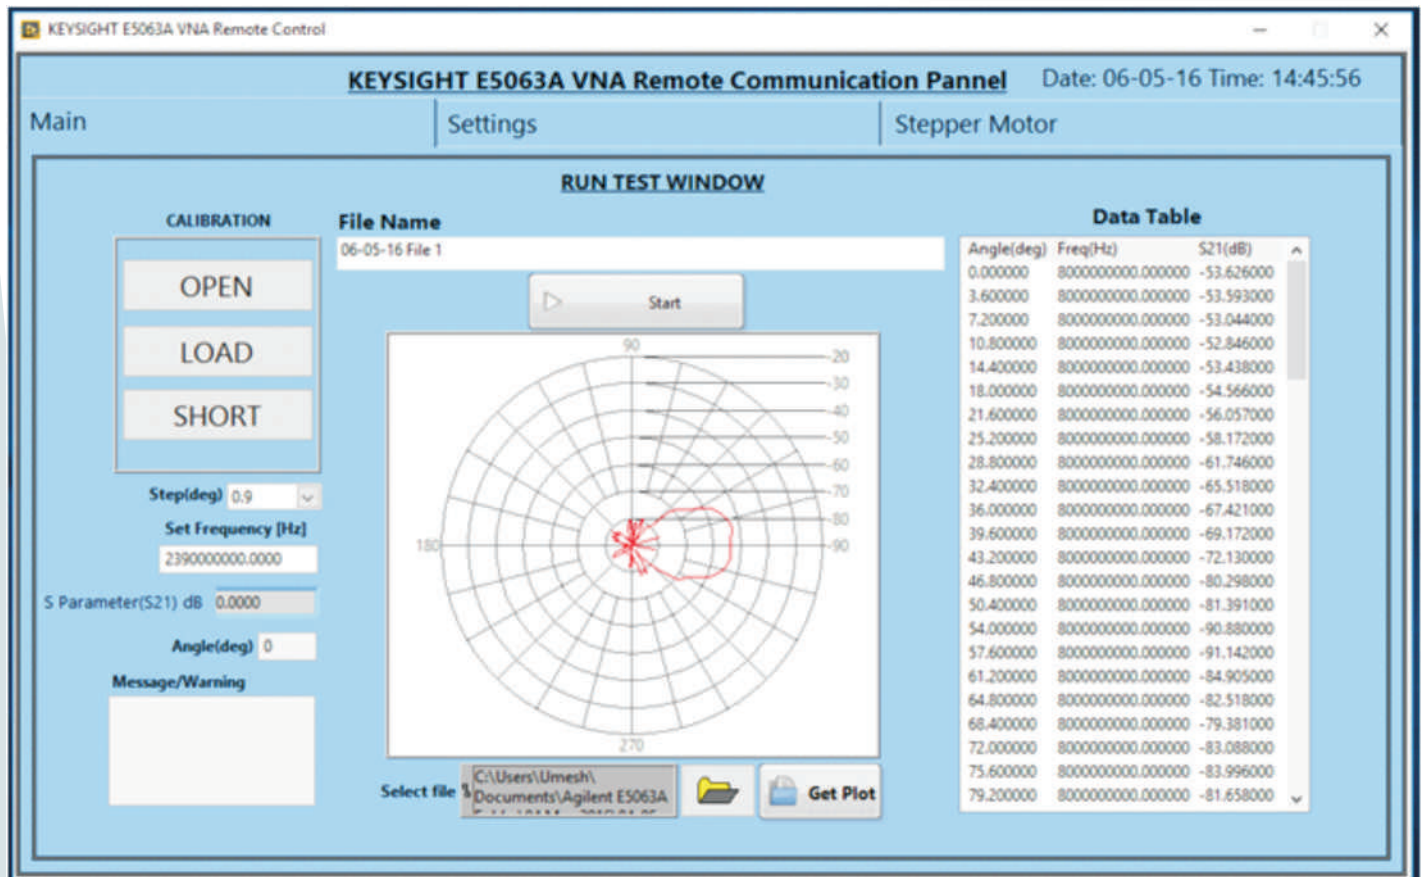 KEYSIGHT E5063A VNA Remote Control
KEYSIGHT E5063A VNA Remote Communication Pannel
Date: 06-05-16 Time: 14:45:56
Main
Settings
Stepper Motor
RUN TEST WINDOW
CALIBRATION
OPEN
LOAD
SHORT
Step(deg) 0.9
Set Frequency [Hz]
2390000000.0000
S Parameter(S21) dB 0.0000
Angle(deg) 0
Message/Warning
File Name
06-05-16 File 1
Start
90
-20
-30
-40
-50
-60
-70
-80
180
-90
270
Select file
C:\Users\Umesh\
Documents\Agilent E5063A
Get Plot
Data Table
Angle(deg) Freq(Hz) S21(dB)
0.000000 8000000000.000000 -53.626000
3.600000 8000000000.000000 -53.593000
7.200000 8000000000.000000 -53.044000
10.800000 8000000000.000000 -52.846000
14.400000 8000000000.000000 -53.438000
18.000000 8000000000.000000 -54.566000
21.600000 8000000000.000000 -56.057000
25.200000 8000000000.000000 -58.172000
28.800000 8000000000.000000 -61.746000
32.400000 8000000000.000000 -65.518000
36.000000 8000000000.000000 -67.421000
39.600000 8000000000.000000 -69.172000
43.200000 8000000000.000000 -72.130000
46.800000 8000000000.000000 -80.298000
50.400000 8000000000.000000 -81.391000
54.000000 8000000000.000000 -90.880000
57.600000 8000000000.000000 -91.142000
61.200000 8000000000.000000 -84.905000
64.800000 8000000000.000000 -82.518000
68.400000 8000000000.000000 -79.381000
72.000000 8000000000.000000 -83.088000
75.600000 8000000000.000000 -83.996000
79.200000 8000000000.000000 -81.658000